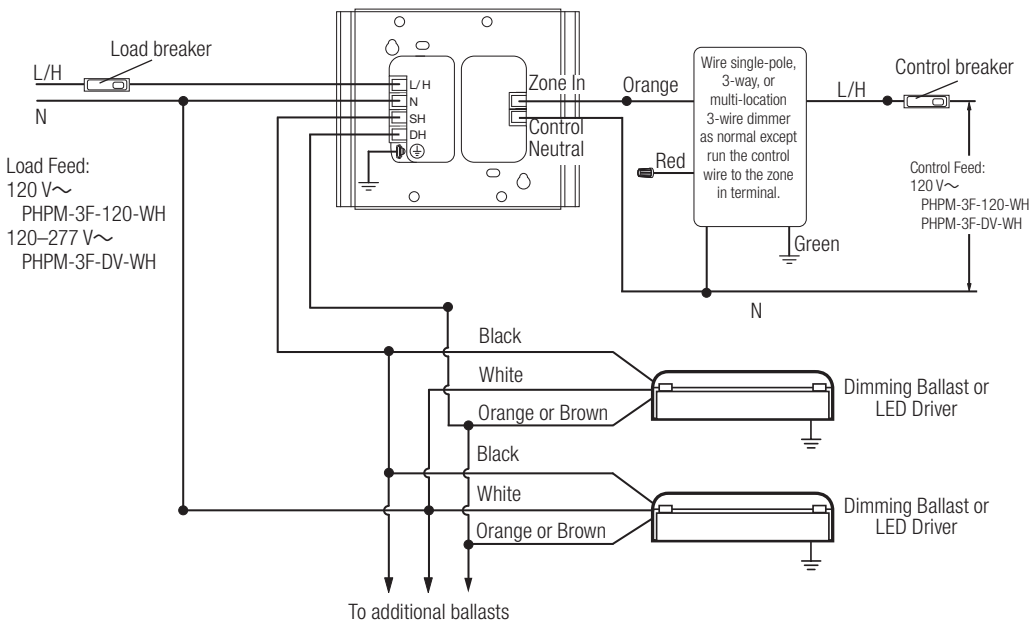 Load breaker
L/H
N
Load Feed:
120 V~
PHPM-3F-120-WH
120–277 V~
PHPM-3F-DV-WH
L/H
N
SH
DH
Zone In
Control
Neutral
Orange
Red
Wire single-pole,
3-way, or
multi-location
3-wire dimmer
as normal except
run the control
wire to the zone
in terminal.
Green
L/H
Control breaker
Control Feed:
120 V~
PHPM-3F-120-WH
PHPM-3F-DV-WH
N
Black
White
Orange or Brown
Dimming Ballast or
LED Driver
Black
White
Orange or Brown
Dimming Ballast or
LED Driver
To additional ballasts